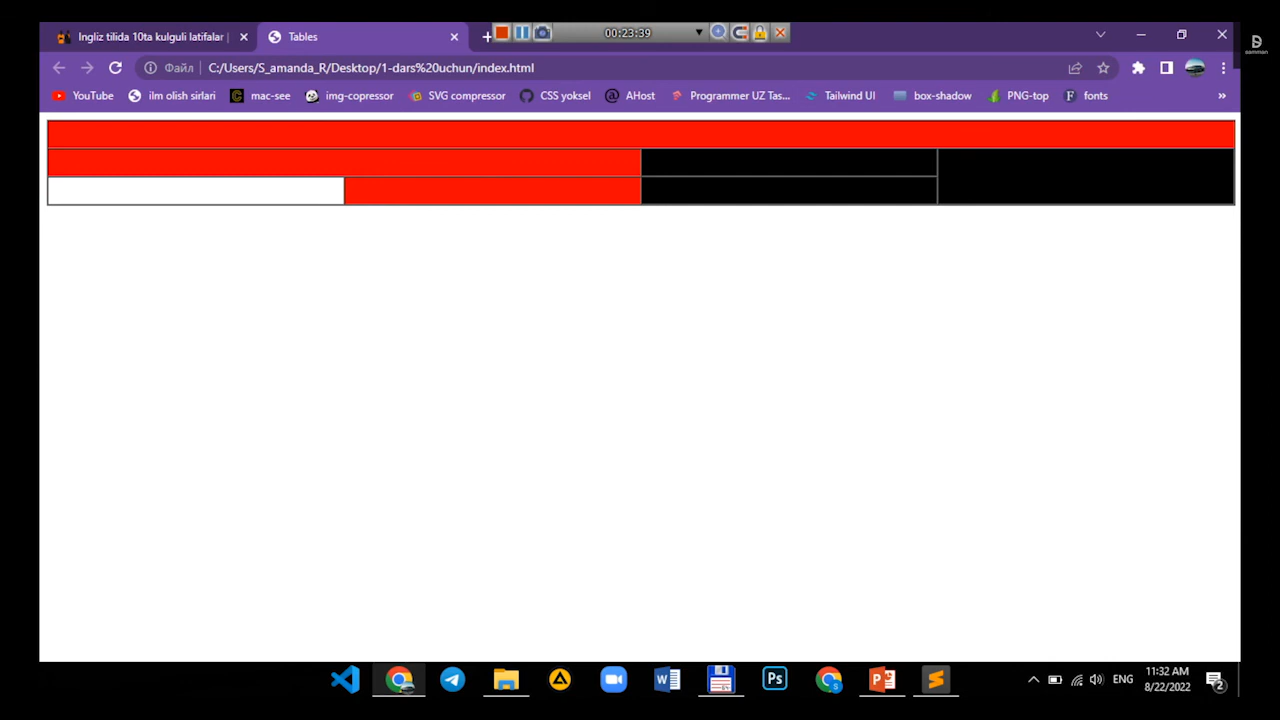 Ingliz tilida 10ta kulguli latifalar |
Tables
00:23:39
Файл
C:/Users/S_amanda_R/Desktop/1-dars%20uchun/index.html
YouTube
ilm olish sirlari
mac-see
img-copressor
SVG compressor
CSS yoksel
AHost
Programmer UZ Tas...
Tailwind UI
box-shadow
PNG-top
fonts
»
Ps
ENG
11:32 AM
8/22/2022
2